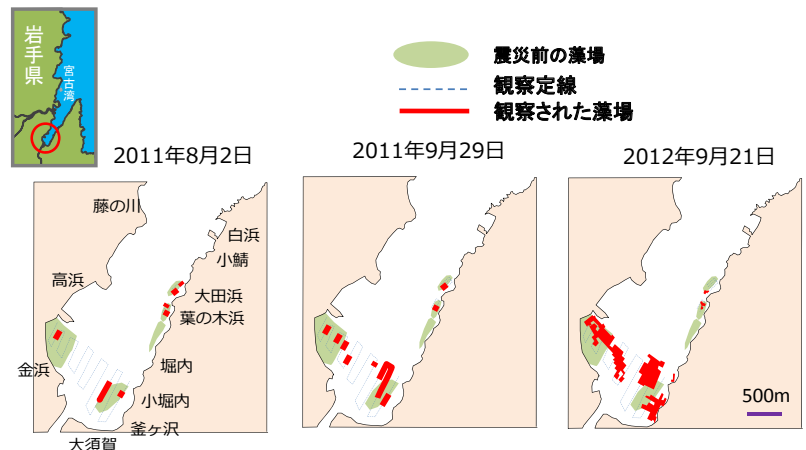 岩手県
宮古湾
震災前の藻場
観察定線
観察された藻場
2011年8月2日
2011年9月29日
2012年9月21日
藤の川
白浜
小鯖
高浜
大田浜
葉の木浜
金浜
堀内
小堀内
釜ヶ沢
大須賀
500m